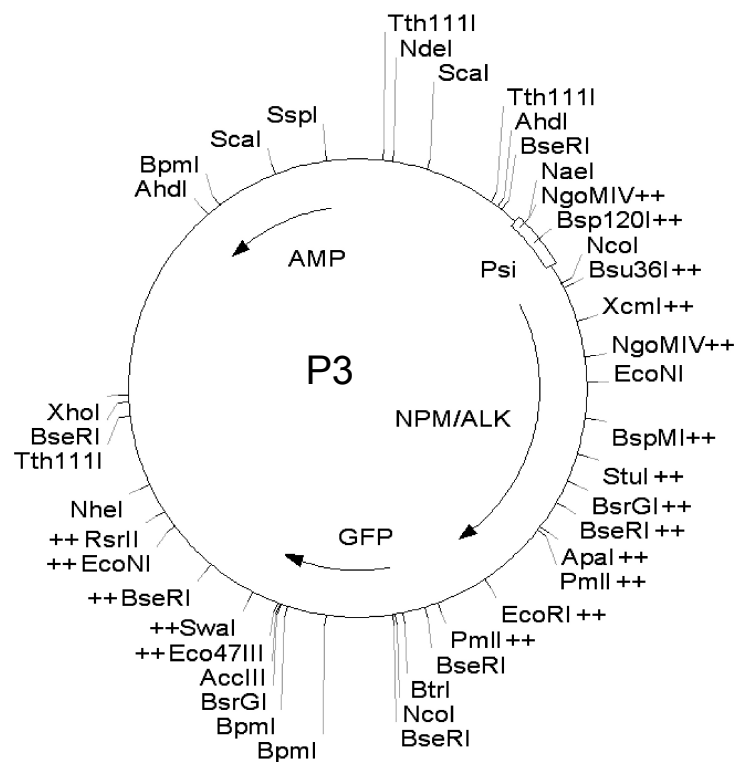 Tth111I
NdeI
ScaI
Tth111I
AhdI
BseRI
NaeI
NgoMIV++
Bsp120I++
NcoI
Bsu36I++
XcmI++
NgoMIV++
EcoNI
BspMI++
StuI++
BsrGI++
BseRI++
ApaI++
PmlI++
EcoRI++
PmlI++
BseRI
BtrI
NcoI
BseRI
BpmI
BpmI
BsrGI
AccIII
++Eco47III
++SwaI
++BseRI
++EcoNI
++RsrII
NheI
Tth111I
BseRI
XhoI
AhdI
BpmI
ScaI
SspI
AMP
Psi
P3
NPM/ALK
GFP